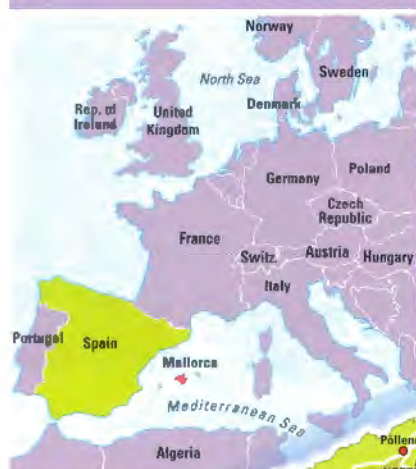 Norway
North Sea
Sweden
Rep. of
Ireland
United
Kingdom
Denmark
Poland
Germany
Czech
Republic
France
Switz.
Austria
Hungary
Italy
Portugal
Spain
Mallorca
Mediterranean Sea
Algeria